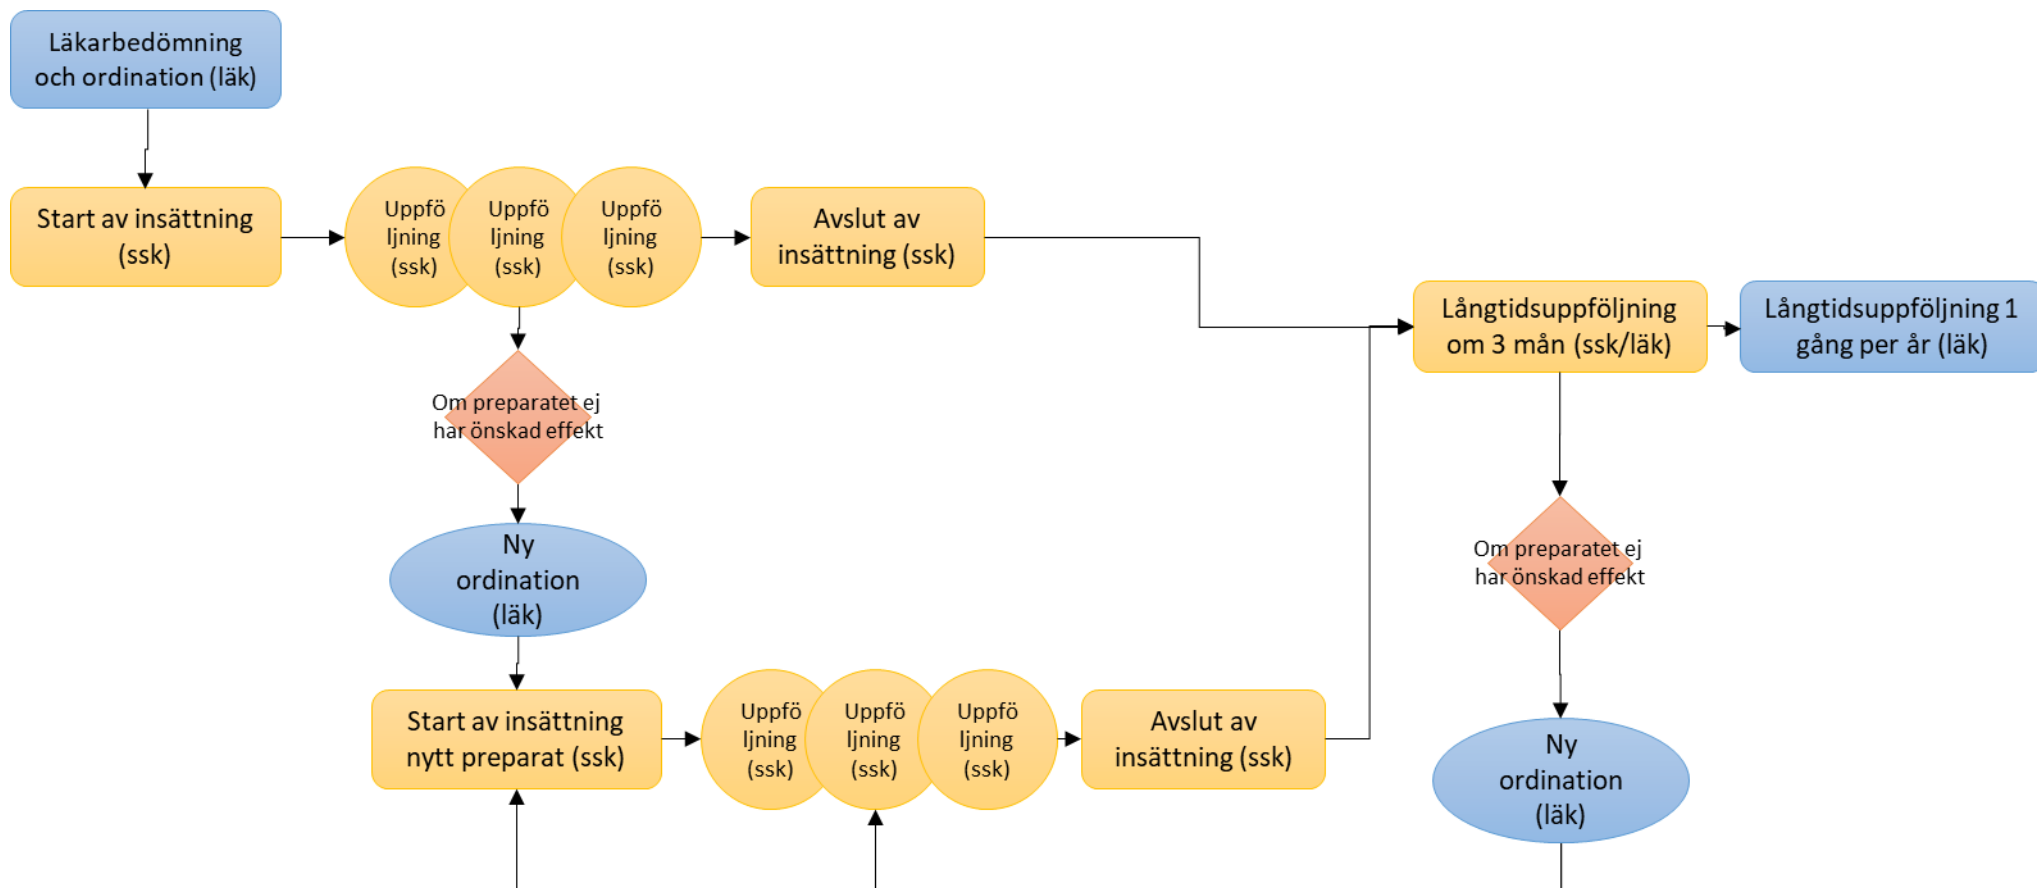 Läkarbedömning
och ordination (läk)
Start av insättning
(ssk)
Uppfö
ljning
(ssk)
Uppfö
ljning
(ssk)
Uppfö
ljning
(ssk)
Avslut av
insättning (ssk)
Långtidsuppföljning
om 3 mån (ssk/läk)
Långtidsuppföljning 1
gång per år (läk)
Om preparatet ej
har önskad effekt
Ny
ordination
(läk)
Start av insättning
nytt preparat (ssk)
Uppfö
ljning
(ssk)
Uppfö
ljning
(ssk)
Uppfö
ljning
(ssk)
Avslut av
insättning (ssk)
Om preparatet ej
har önskad effekt
Ny
ordination
(läk)